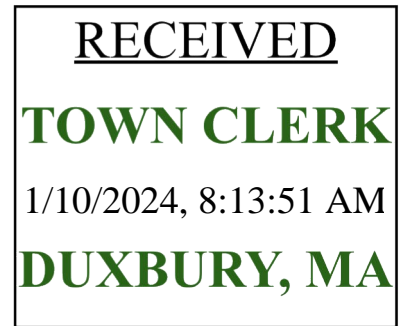 RECEIVED
TOWN CLERK
1/10/2024, 8:13:51 AM
DUXBURY, MA